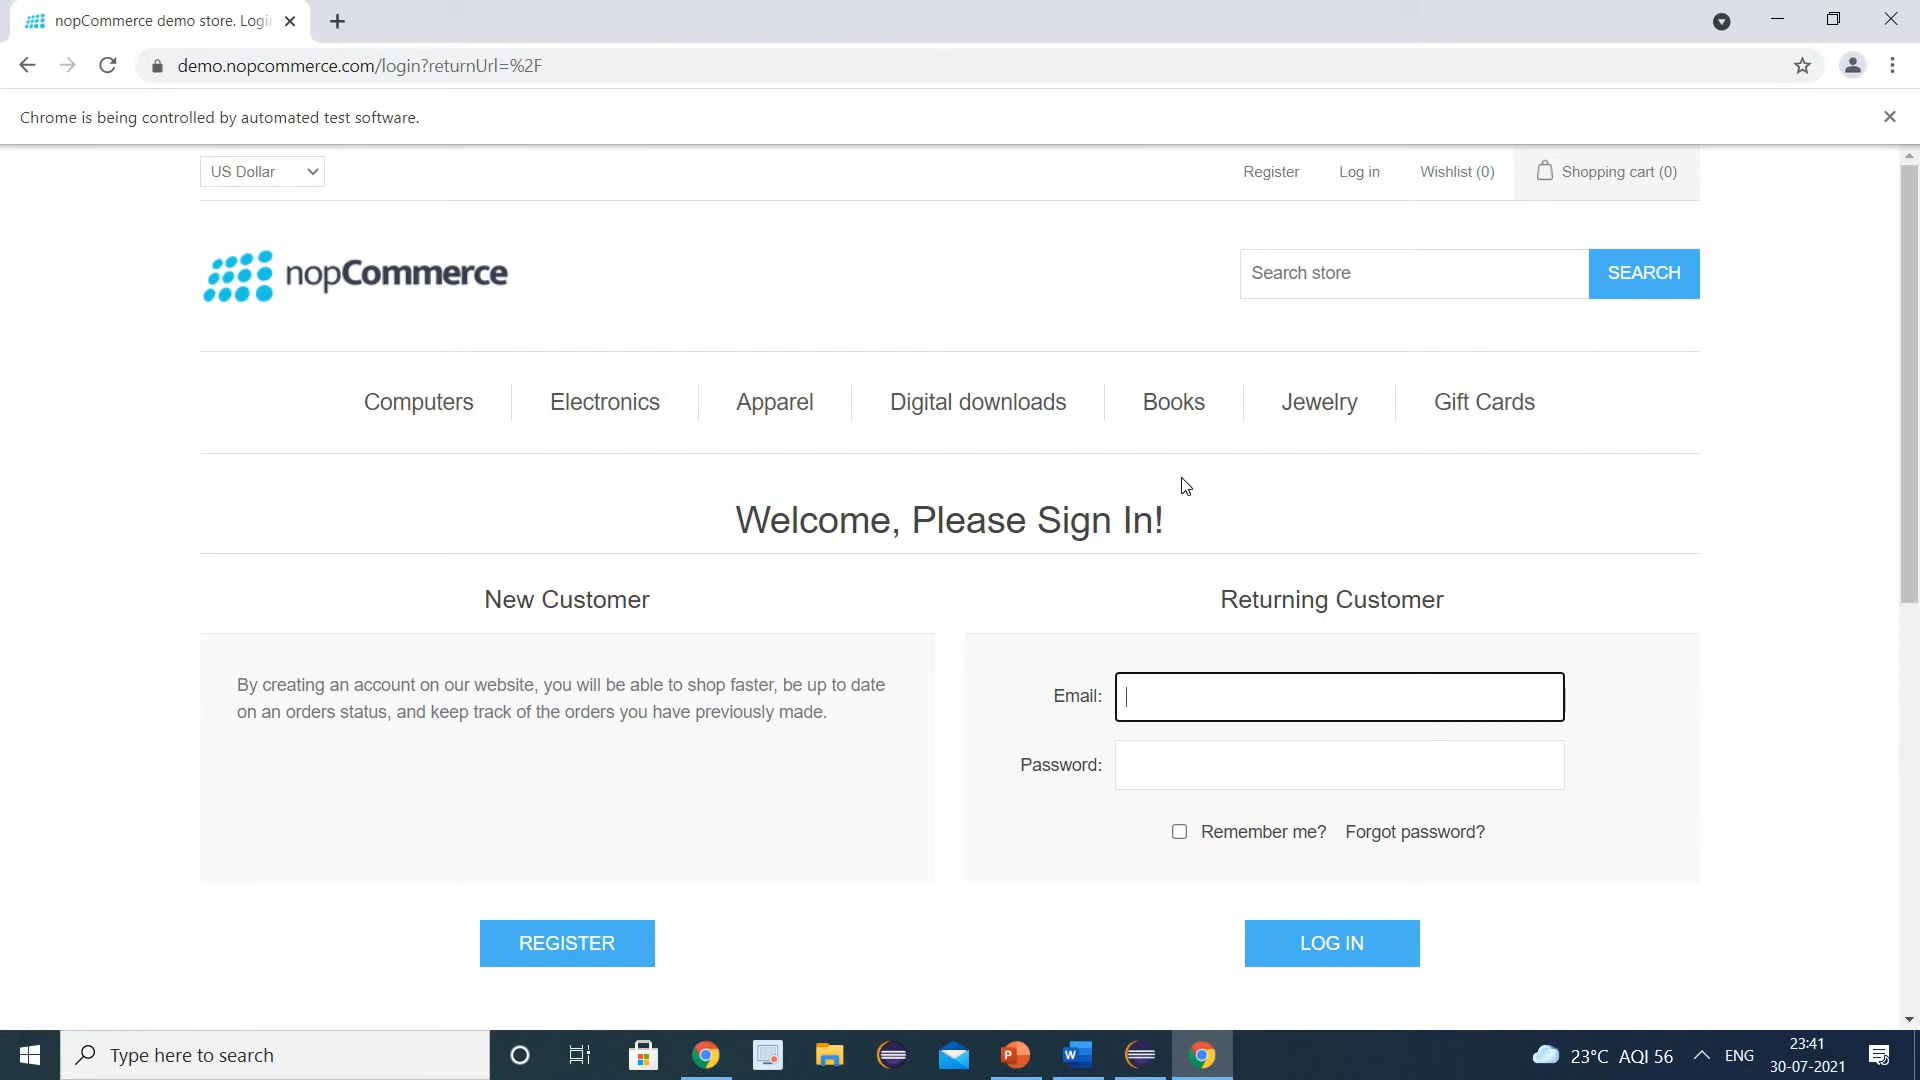 nopCommerce demo store. Logi
demo.nopcommerce.com/login?returnUrl=%2F
Chrome is being controlled by automated test software.
US Dollar
Register
Log in
Wishlist (0)
Shopping cart (0)
nopCommerce
Search store
SEARCH
Computers
Electronics
Apparel
Digital downloads
Books
Jewelry
Gift Cards
Welcome, Please Sign In!
New Customer
By creating an account on our website, you will be able to shop faster, be up to date
on an orders status, and keep track of the orders you have previously made.
REGISTER
Returning Customer
Email:
Password:
Remember me?
Forgot password?
LOG IN
Type here to search
23°C AQI 56
ENG
23:41
30-07-2021